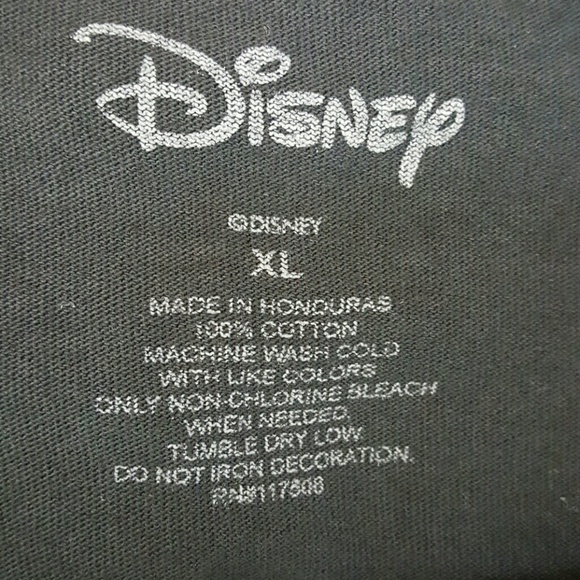 Disney
©DISNEY
XL
MADE IN HONDURAS
100% COTTON
MACHINE WASH COLD
WITH LIKE COLORS
ONLY NON-CHLORINE BLEACH
WHEN NEEDED.
TUMBLE DRY LOW.
DO NOT IRON DECORATION.
RN#117608